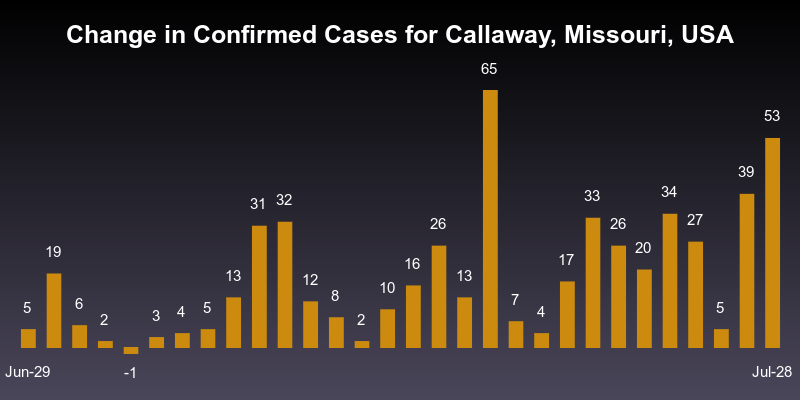 Change in Confirmed Cases for Callaway, Missouri, USA
5 19 6 2 -1 3 4 5 13 31 32 12 8 2 10 16 26 13 65 7 4 17 33 26 20 34 27 5 39 53
Jun-29 Jul-28